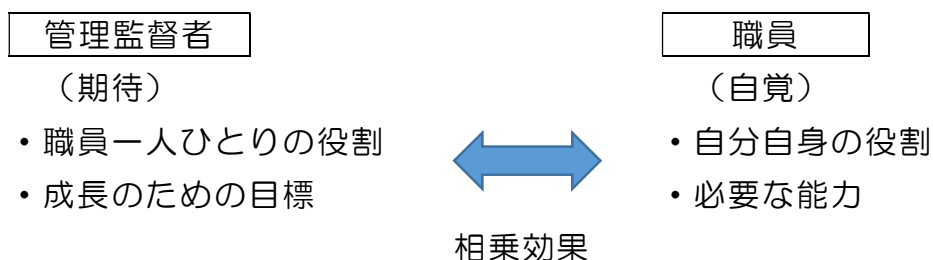 管理監督者
（期待）
・職員一人ひとりの役割
・成長のための目標
職員
（自覚）
・自分自身の役割
・必要な能力
相乗効果